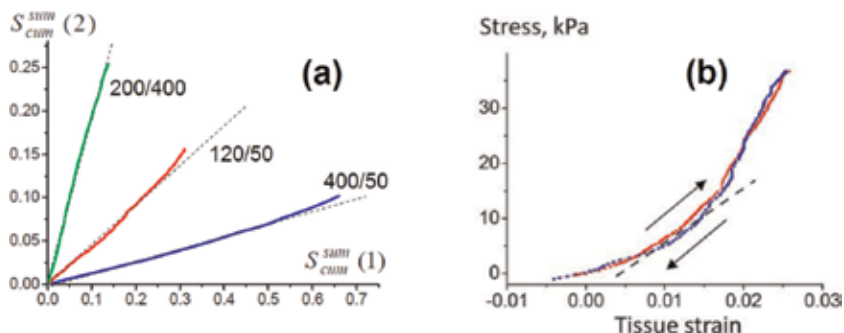 S^{sum}_{cum} (2)
(a)
0.25
200/400
0.20
0.15
120/50
0.10
400/50
0.05
S^{sum}_{cum} (1)
0.00
0.0 0.1 0.2 0.3 0.4 0.5 0.6 0.7
Stress, kPa
(b)
30
20
10
0
-0.01 0.00 0.01 0.02 0.03
Tissue strain